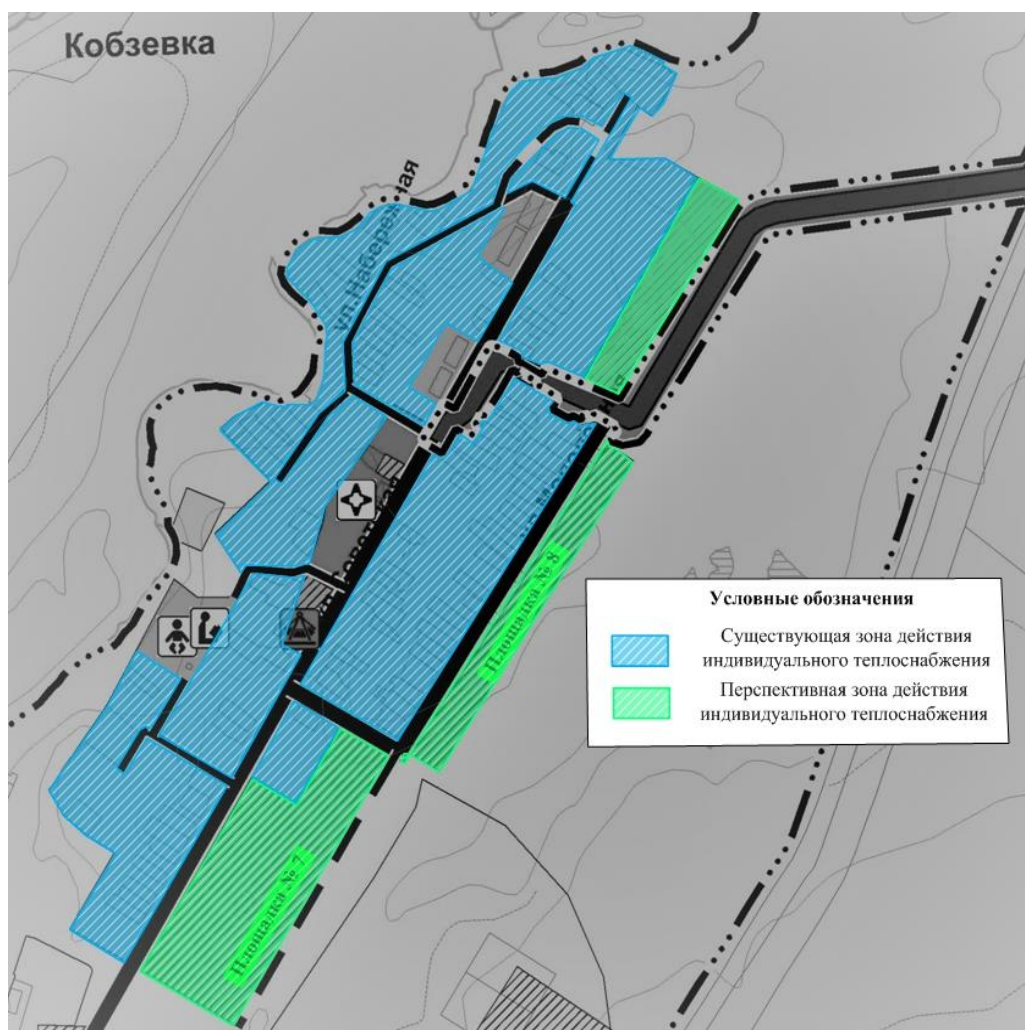 Кобзевка
ул.Набережная
Площадка № 8
Условные обозначения
Существующая зона действия
индивидуального теплоснабжения
Перспективная зона действия
индивидуального теплоснабжения
Площадка № 7